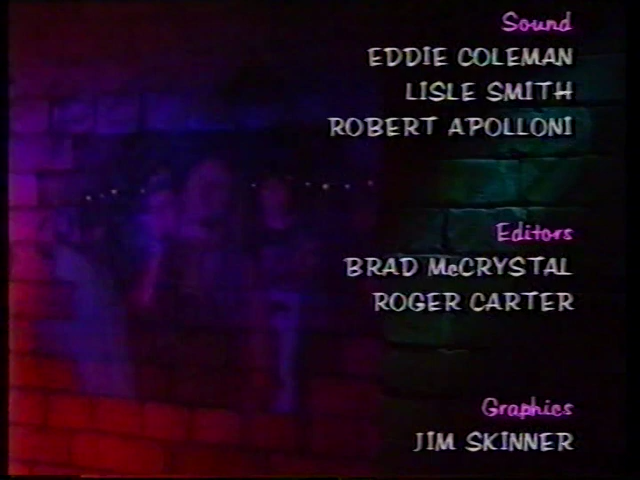 Sound
EDDIE COLEMAN
LISLE SMITH
ROBERT APOLLONI
Editors
BRAD McCRYSTAL
ROGER CARTER
Graphics
JIM SKINNER